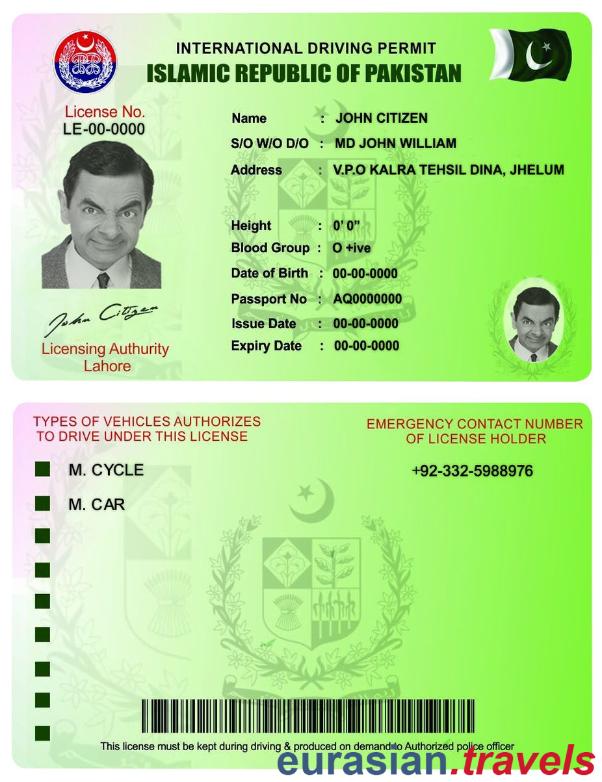 INTERNATIONAL DRIVING PERMIT
ISLAMIC REPUBLIC OF PAKISTAN
License No.
LE-00-0000
Name : JOHN CITIZEN
S/O W/O D/O : MD JOHN WILLIAM
Address : V.P.O KALRA TEHSIL DINA, JHELUM
Height : 0' 0"
Blood Group : O +ive
Date of Birth : 00-00-0000
Passport No : AQ0000000
Issue Date : 00-00-0000
Expiry Date : 00-00-0000
John Citizen
Licensing Authurity
Lahore
TYPES OF VEHICLES AUTHORIZES
TO DRIVE UNDER THIS LICENSE
M. CYCLE
M. CAR
EMERGENCY CONTACT NUMBER
OF LICENSE HOLDER
+92-332-5988976
This license must be kept during driving & produced on demand to Authorized police officer
eurasian.travels